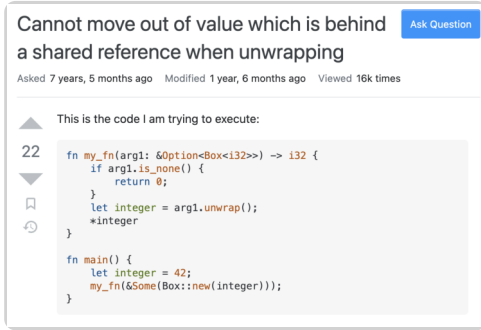 Cannot move out of value which is behind
a shared reference when unwrapping
Ask Question
Asked 7 years, 5 months ago Modified 1 year, 6 months ago Viewed 16k times
This is the code I am trying to execute:
22
fn my_fn(arg1: &Option<Box<i32>>) -> i32 {
    if arg1.is_none() {
        return 0;
    }
    let integer = arg1.unwrap();
    *integer
}
fn main() {
    let integer = 42;
    my_fn(&Some(Box::new(integer)));
}